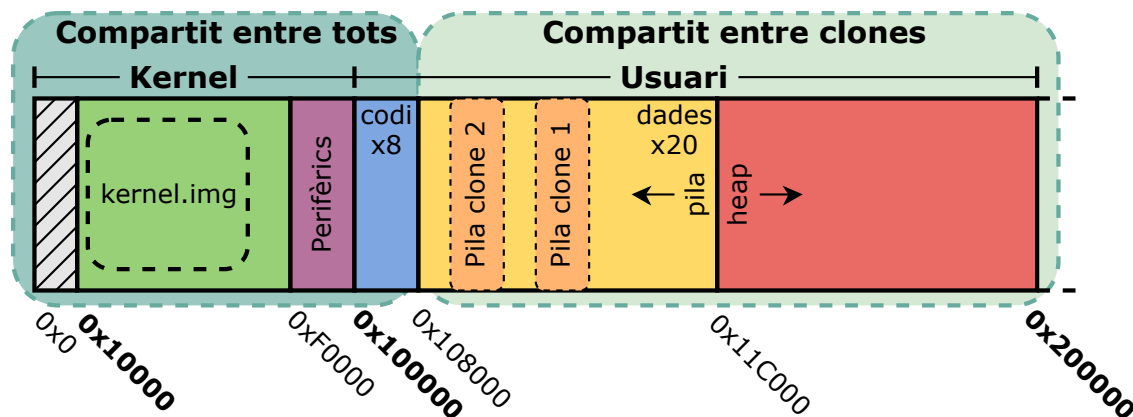 Compartit entre tots
Compartit entre clones
Kernel
Usuari
kernel.img
Perifèrics
codi
x8
Pila clone 2
Pila clone 1
dades
x20
pila
heap
0x0
0x10000
0xF0000
0x100000
0x108000
0x11C000
0x200000